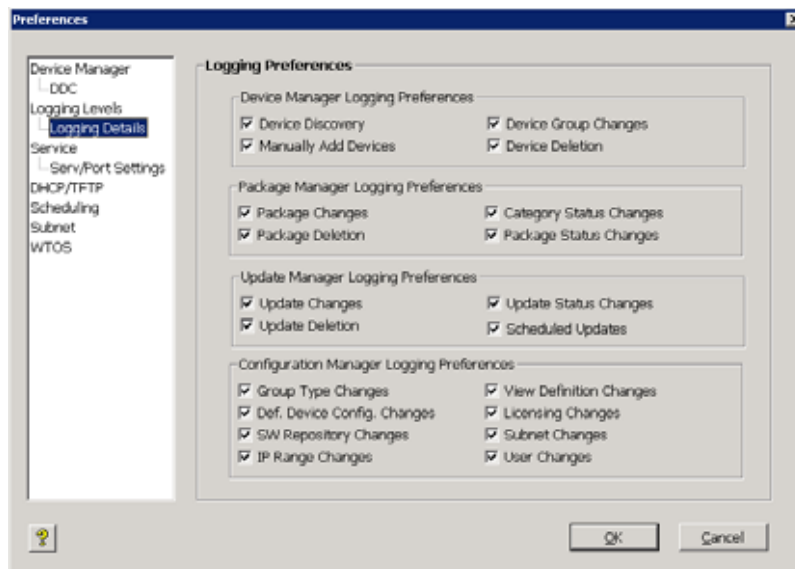 Preferences
Device Manager
DDC
Logging Levels
Logging Details
Service
Serv/Port Settings
DHCP/TFTP
Scheduling
Subnet
WTOS
Logging Preferences
Device Manager Logging Preferences
Device Discovery
Device Group Changes
Manually Add Devices
Device Deletion
Package Manager Logging Preferences
Package Changes
Category Status Changes
Package Deletion
Package Status Changes
Update Manager Logging Preferences
Update Changes
Update Status Changes
Update Deletion
Scheduled Updates
Configuration Manager Logging Preferences
Group Type Changes
View Definition Changes
Def. Device Config. Changes
Licensing Changes
SW Repository Changes
Subnet Changes
IP Range Changes
User Changes
OK
Cancel